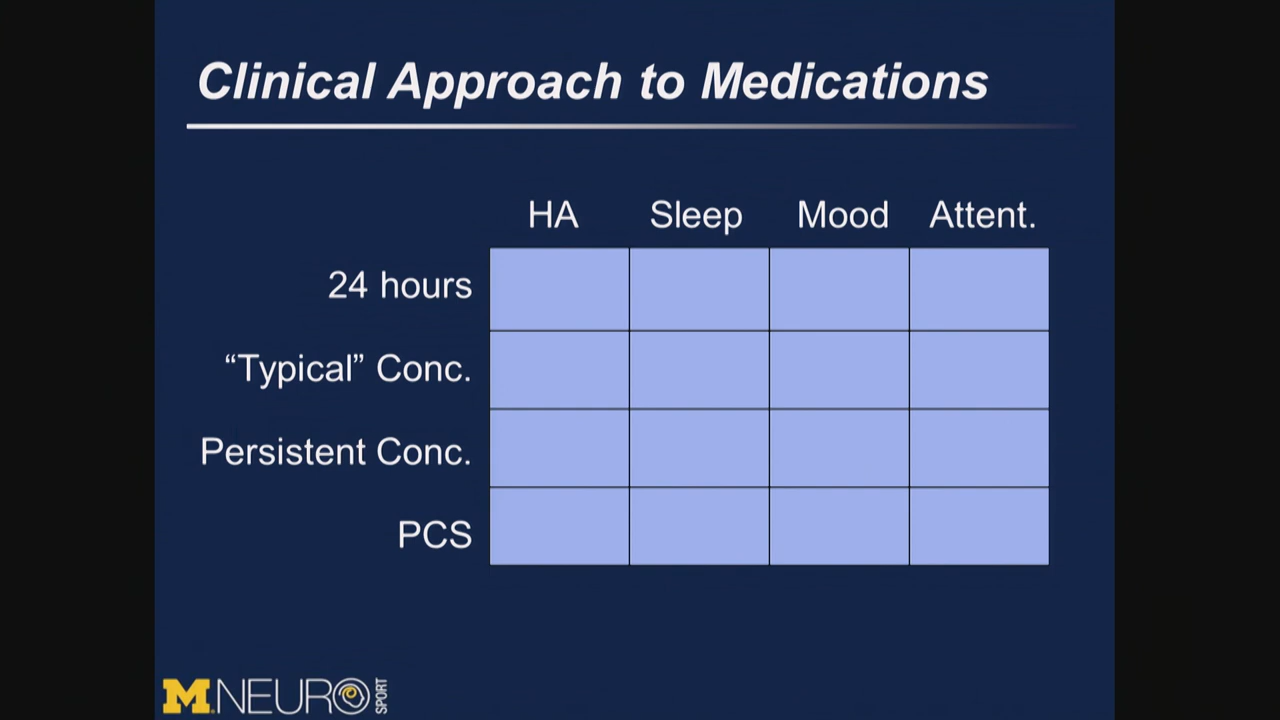 Clinical Approach to Medications
HA Sleep Mood Attent.
24 hours
“Typical” Conc.
Persistent Conc.
PCS
M NEURO SPORT